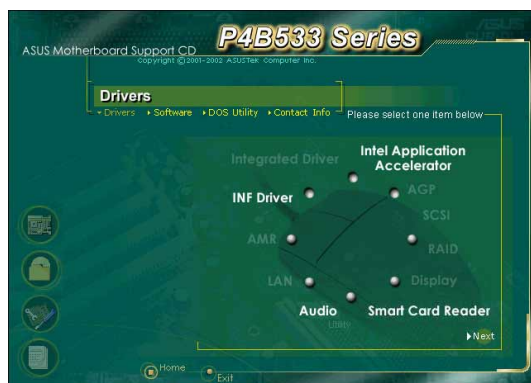 P4B533 Series
ASUS Motherboard Support CD
Copyright ©2001-2002 ASUSTek Computer Inc.
Drivers
Drivers Software DOS Utility Contact Info
Please select one item below
Integrated Driver
Intel Application
Accelerator
INF Driver
AGP
SCSI
AMR
RAID
LAN
Display
Audio
Smart Card Reader
Utility
Next
Home
Exit